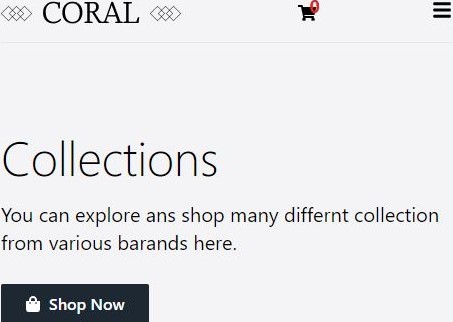 CORAL
0
Collections
You can explore ans shop many differnt collection
from various barands here.
Shop Now